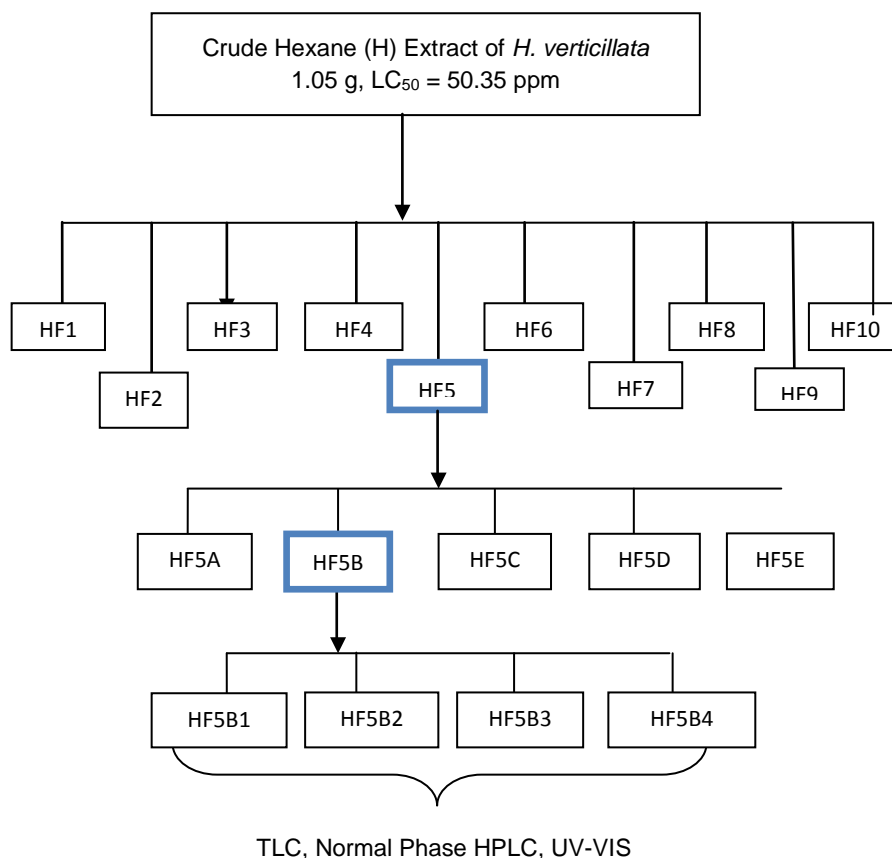 Crude Hexane (H) Extract of H. verticillata
1.05 g, LC50 = 50.35 ppm
HF1
HF3
HF4
HF6
HF8
HF10
HF2
HF5
HF7
HF9
HF5A
HF5B
HF5C
HF5D
HF5E
HF5B1
HF5B2
HF5B3
HF5B4
TLC, Normal Phase HPLC, UV-VIS